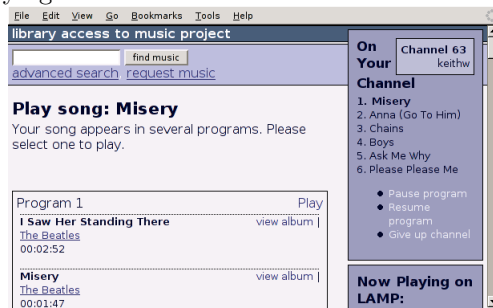 File Edit View Go Bookmarks Tools Help
library access to music project
find music
advanced search, request music
Play song: Misery
Your song appears in several programs. Please
select one to play.
Program 1 Play
I Saw Her Standing There view album |
The Beatles
00:02:52
Misery view album |
The Beatles
00:01:47
On
Your
Channel
Channel 63
keithw
1. Misery
2. Anna (Go To Him)
3. Chains
4. Boys
5. Ask Me Why
6. Please Please Me
Pause program
Resume
program
Give up channel
Now Playing on
LAMP: